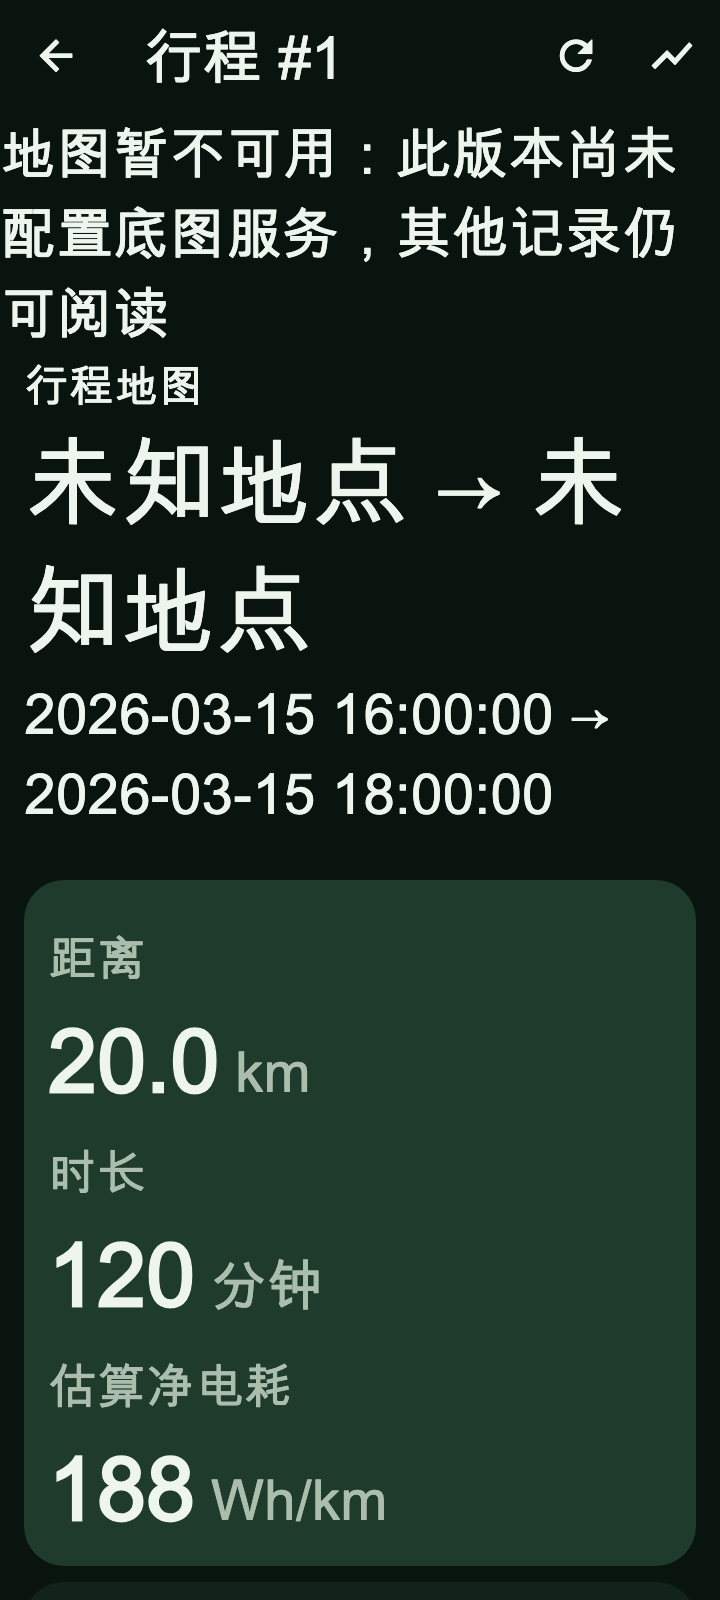 行程 #1
地图暂不可用：此版本尚未
配置底图服务，其他记录仍
可阅读
行程地图
未知地点 → 未
知地点
2026-03-15 16:00:00 →
2026-03-15 18:00:00
距离
20.0 km
时长
120 分钟
估算净电耗
188 Wh/km